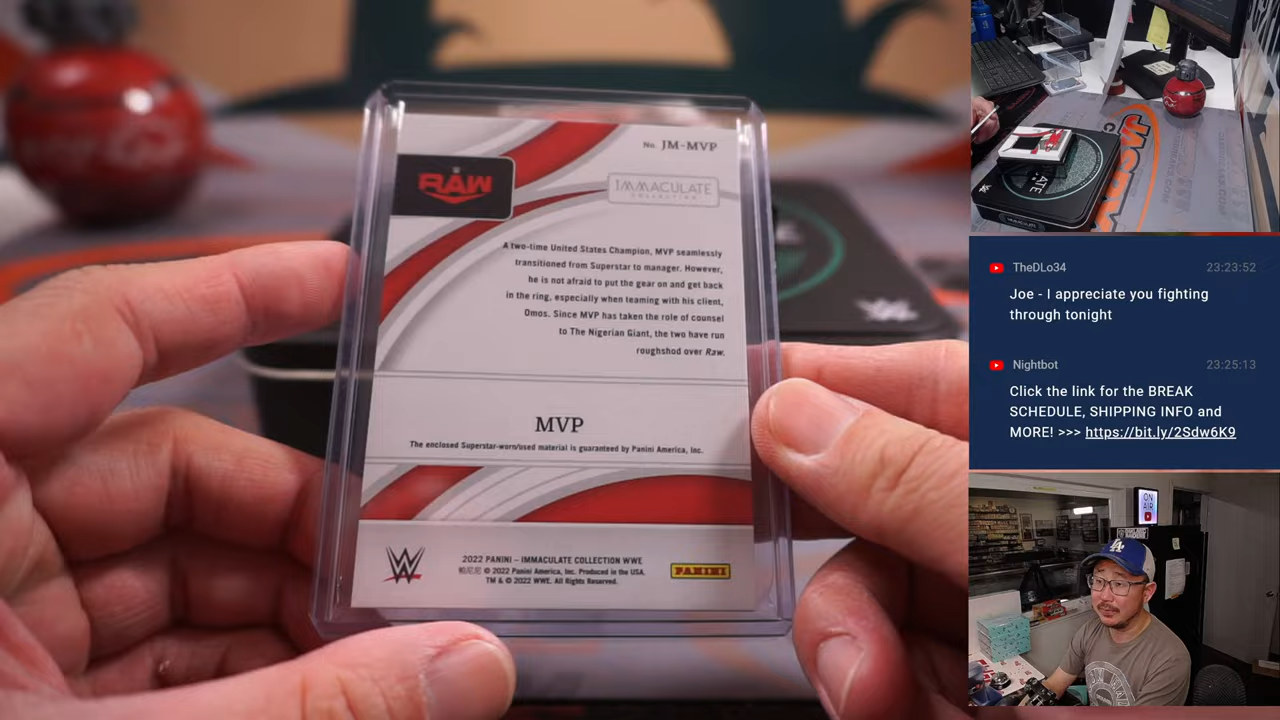 No. JM-MVP
RAW
IMMACULATE
COLLECTION
A two-time United States Champion, MVP seamlessly
transitioned from Superstar to manager. However,
he is not afraid to put the gear on and get back
in the ring, especially when teaming with his client,
Omos. Since MVP has taken the role of counsel
to The Nigerian Giant, the two have run
roughshod over Raw.
MVP
The enclosed Superstar-worn/used material is guaranteed by Panini America, Inc.
2022 PANINI – IMMACULATE COLLECTION WWE
© 2022 Panini America, Inc. Produced in the USA.
TM & © 2022 WWE. All Rights Reserved.
PANINI
TheDLo34 23:23:52
Joe - I appreciate you fighting
through tonight
Nightbot 23:25:13
Click the link for the BREAK
SCHEDULE, SHIPPING INFO and
MORE! >>> https://bit.ly/2Sdw6K9
ON
AIR
LA